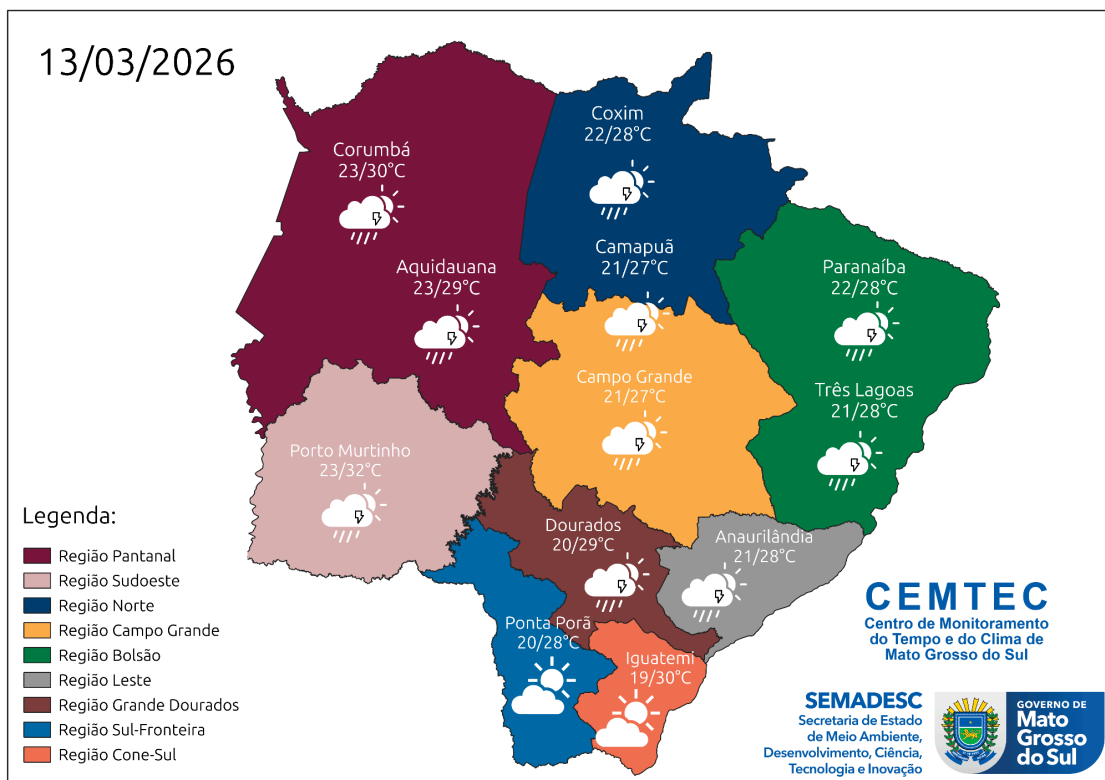 13/03/2026
Coxim
22/28°C
Corumbá
23/30°C
Camapuã
21/27°C
Aquidauana
23/29°C
Paranaíba
22/28°C
Campo Grande
21/27°C
Três Lagoas
21/28°C
Porto Murtinho
23/32°C
Dourados
20/29°C
Anaurilândia
21/28°C
Ponta Porã
20/28°C
Iguatemi
19/30°C
Legenda:
Região Pantanal
Região Sudoeste
Região Norte
Região Campo Grande
Região Bolsão
Região Leste
Região Grande Dourados
Região Sul-Fronteira
Região Cone-Sul
CEMTEC
Centro de Monitoramento
do Tempo e do Clima de
Mato Grosso do Sul
SEMADESC
Secretaria de Estado
de Meio Ambiente,
Desenvolvimento, Ciência,
Tecnologia e Inovação
GOVERNO DE
Mato
Grosso
do Sul